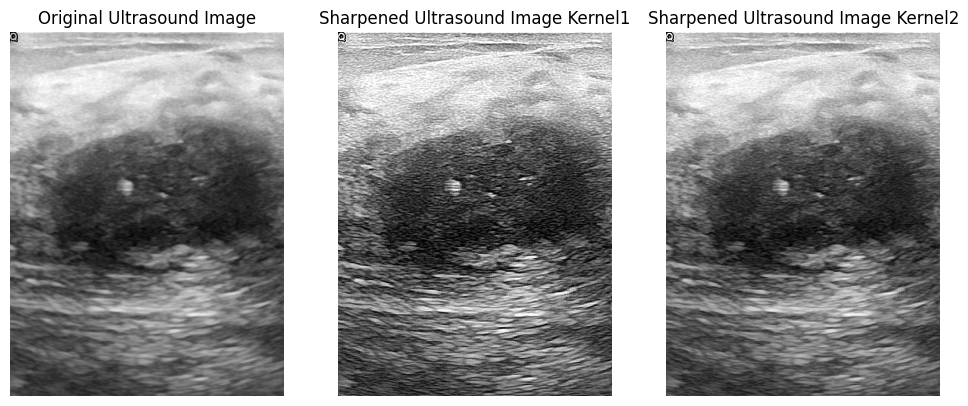 Original Ultrasound Image
Sharpened Ultrasound Image Kernel1
Sharpened Ultrasound Image Kernel2